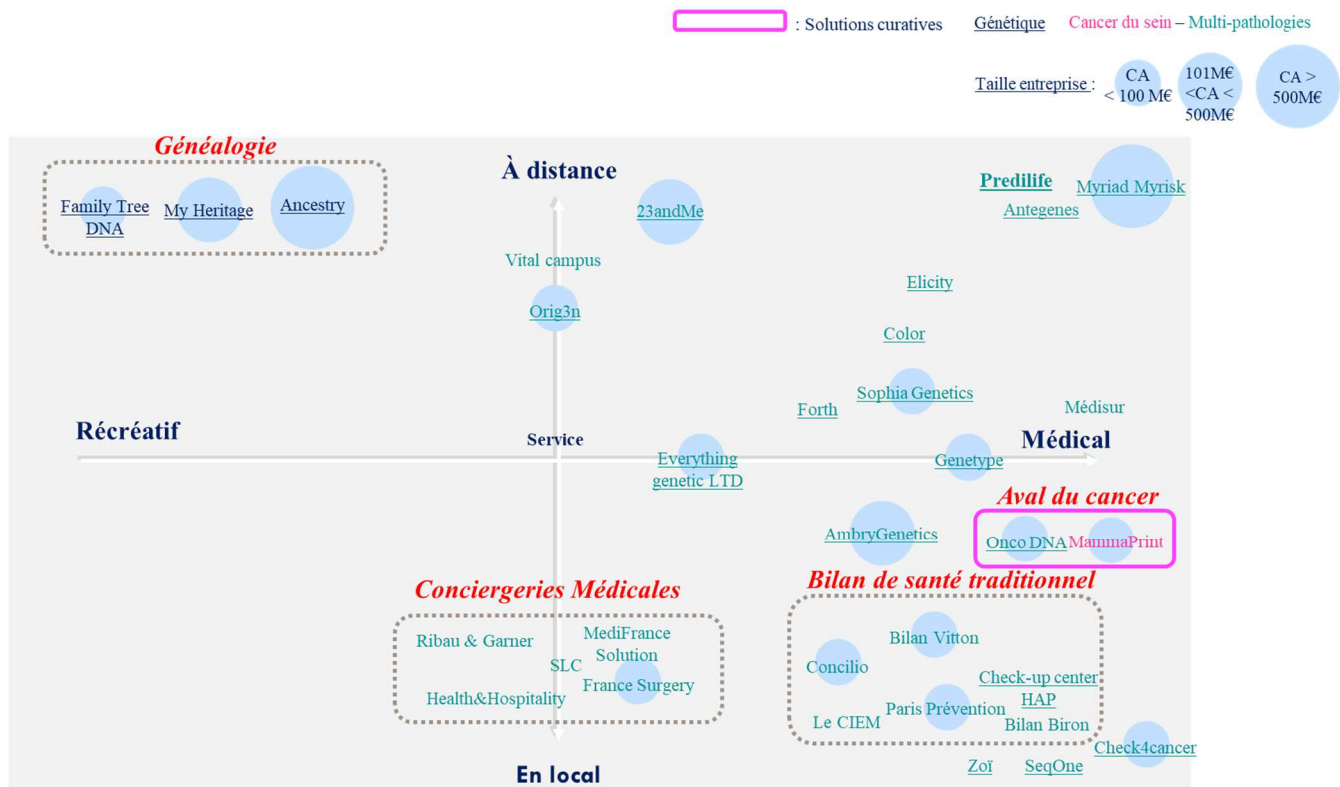 : Solutions curatives
Génétique
Cancer du sein – Multi-pathologies
Taille entreprise :
CA
< 100 M€
101M€
<CA <
500M€
CA >
500M€
Généalogie
Family Tree
DNA
My Heritage
Ancestry
À distance
23andMe
Predilife
Myriad Myrisk
Antegenes
Vital campus
Orig3n
Elicity
Color
Sophia Genetics
Forth
Médisur
Récréatif
Service
Médical
Everything
genetic LTD
Genetype
Aval du cancer
AmbryGenetics
Onco DNA
MammaPrint
Conciergeries Médicales
Ribau & Garner
MediFrance
Solution
SLC
France Surgery
Health&Hospitality
Bilan de santé traditionnel
Bilan Vitton
Concilio
Check-up center
HAP
Paris Prévention
Le CIEM
Bilan Biron
Check4cancer
Zoï
SeqOne
En local